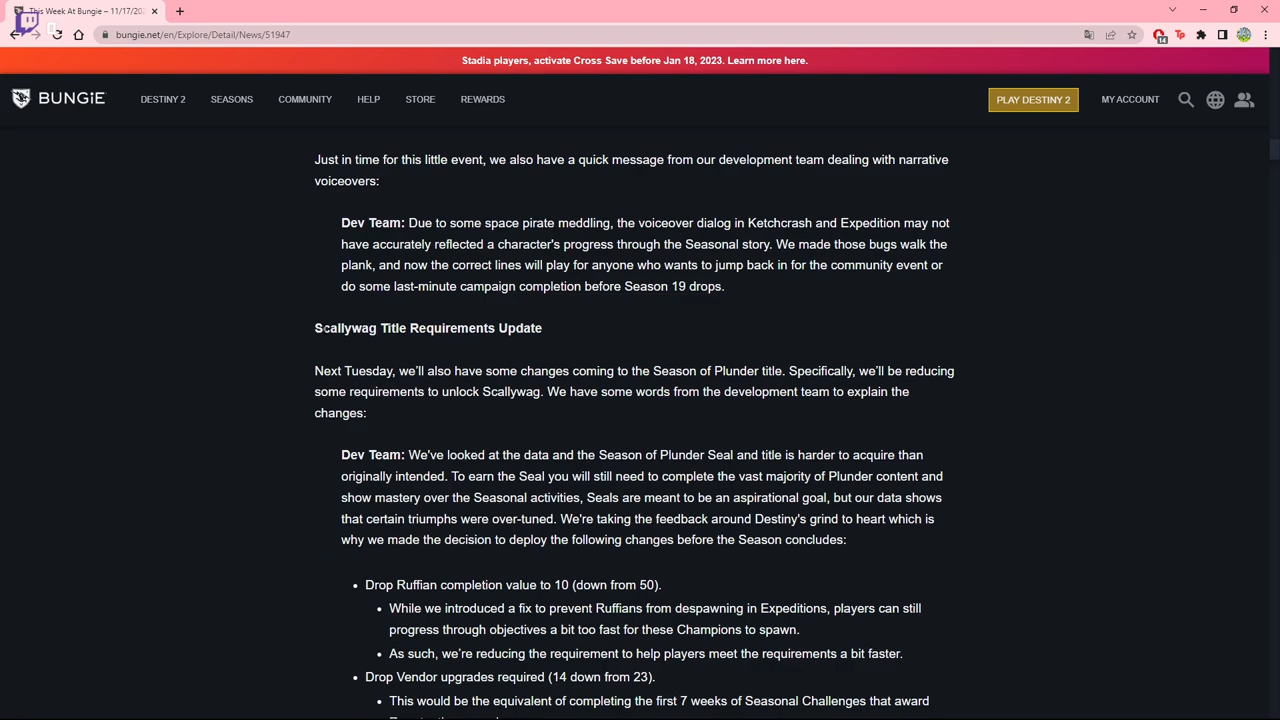 This Week At Bungie – 11/17/202
bungie.net/en/Explore/Detail/News/51947
14
Stadia players, activate Cross Save before Jan 18, 2023. Learn more here.
BUNGiE
DESTINY 2
SEASONS
COMMUNITY
HELP
STORE
REWARDS
PLAY DESTINY 2
MY ACCOUNT
Just in time for this little event, we also have a quick message from our development team dealing with narrative
voiceovers:
Dev Team: Due to some space pirate meddling, the voiceover dialog in Ketchcrash and Expedition may not
have accurately reflected a character's progress through the Seasonal story. We made those bugs walk the
plank, and now the correct lines will play for anyone who wants to jump back in for the community event or
do some last-minute campaign completion before Season 19 drops.
Scallywag Title Requirements Update
Next Tuesday, we'll also have some changes coming to the Season of Plunder title. Specifically, we'll be reducing
some requirements to unlock Scallywag. We have some words from the development team to explain the
changes:
Dev Team: We've looked at the data and the Season of Plunder Seal and title is harder to acquire than
originally intended. To earn the Seal you will still need to complete the vast majority of Plunder content and
show mastery over the Seasonal activities, Seals are meant to be an aspirational goal, but our data shows
that certain triumphs were over-tuned. We're taking the feedback around Destiny's grind to heart which is
why we made the decision to deploy the following changes before the Season concludes:
• Drop Ruffian completion value to 10 (down from 50).
• While we introduced a fix to prevent Ruffians from despawning in Expeditions, players can still
progress through objectives a bit too fast for these Champions to spawn.
• As such, we're reducing the requirement to help players meet the requirements a bit faster.
• Drop Vendor upgrades required (14 down from 23).
• This would be the equivalent of completing the first 7 weeks of Seasonal Challenges that award